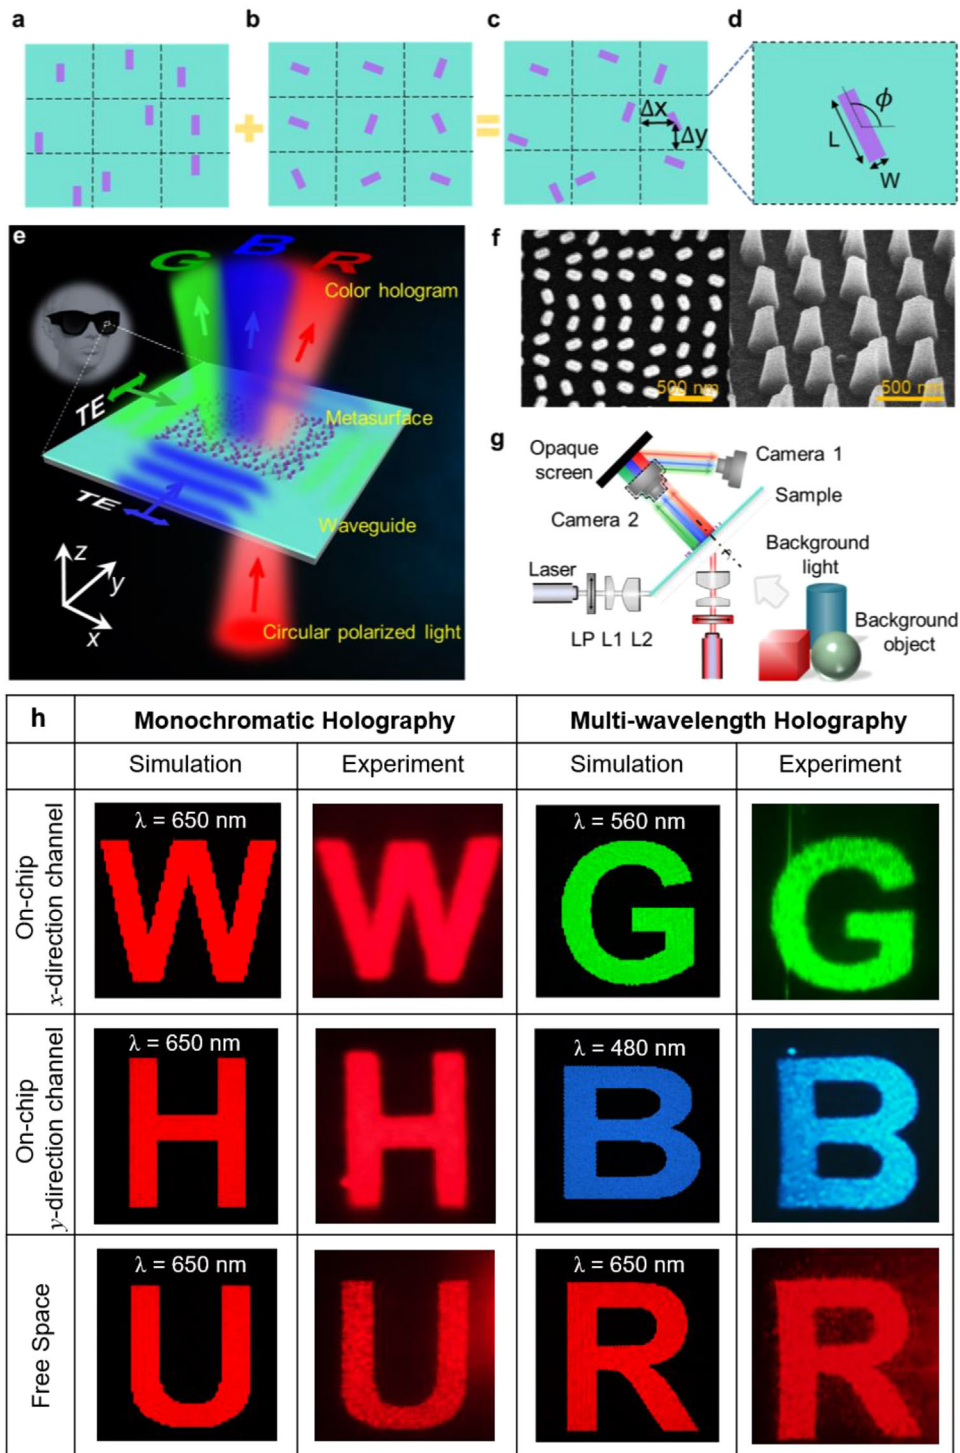 a
b
c
d
Δx
Δy
ϕ
L
W
e
G B R
Color hologram
TE
Metasurface
TE
Waveguide
z
y
x
Circular polarized light
f
500 nm
500 nm
g
Opaque
screen
Camera 1
Sample
Camera 2
Background
light
Laser
LP L1 L2
Background
object
h
Monochromatic Holography
Multi-wavelength Holography
Simulation
Experiment
Simulation
Experiment
On-chip
x-direction channel
λ = 650 nm
W
W
λ = 560 nm
G
G
On-chip
y-direction channel
λ = 650 nm
H
H
λ = 480 nm
B
B
Free Space
λ = 650 nm
U
U
λ = 650 nm
R
R